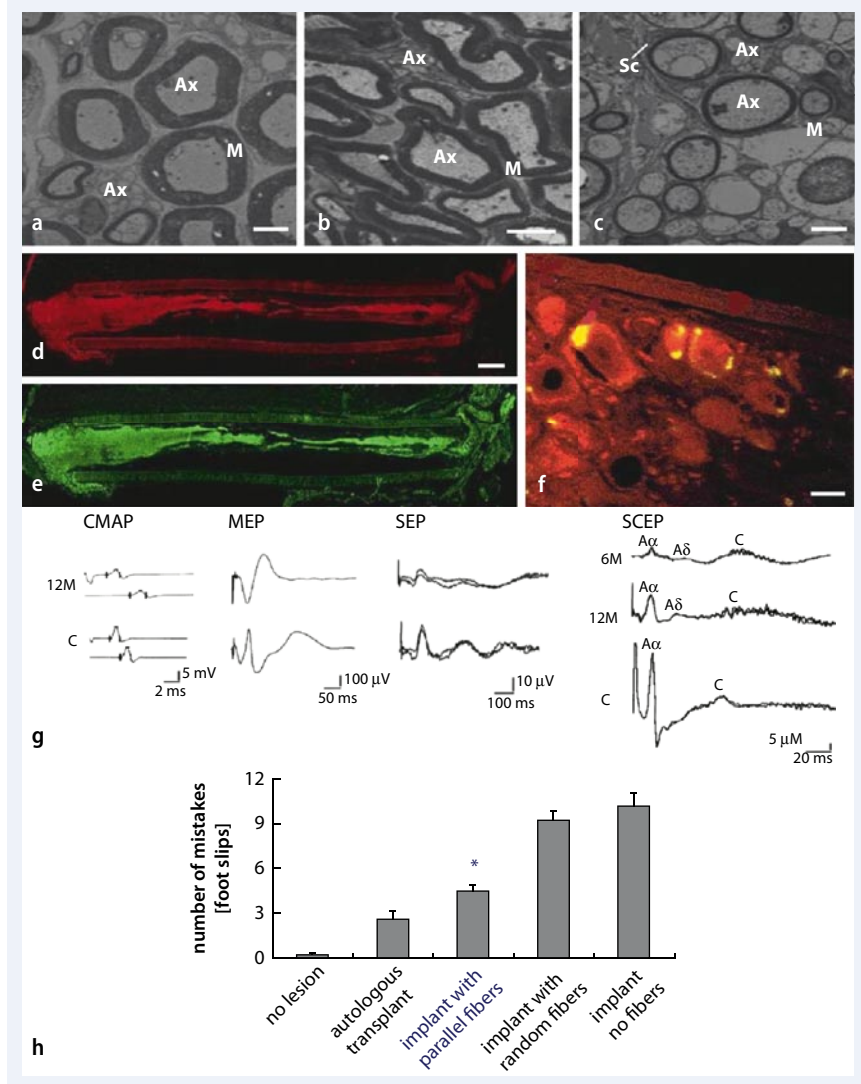 Ax
M
Ax
a
Ax
Ax
M
b
Sc
Ax
Ax
M
c
d
e
f
CMAP
MEP
SEP
SCEP
12M
C
5 mV
2 ms
100 µV
50 ms
10 µV
100 ms
6M
Aα
Aδ
C
12M
Aα
Aδ
C
C
Aα
C
5 µM
20 ms
g
number of mistakes
[foot slips]
12
9
6
3
0
*
no lesion
autologous
transplant
implant with
parallel fibers
implant with
random fibers
implant
no fibers
h